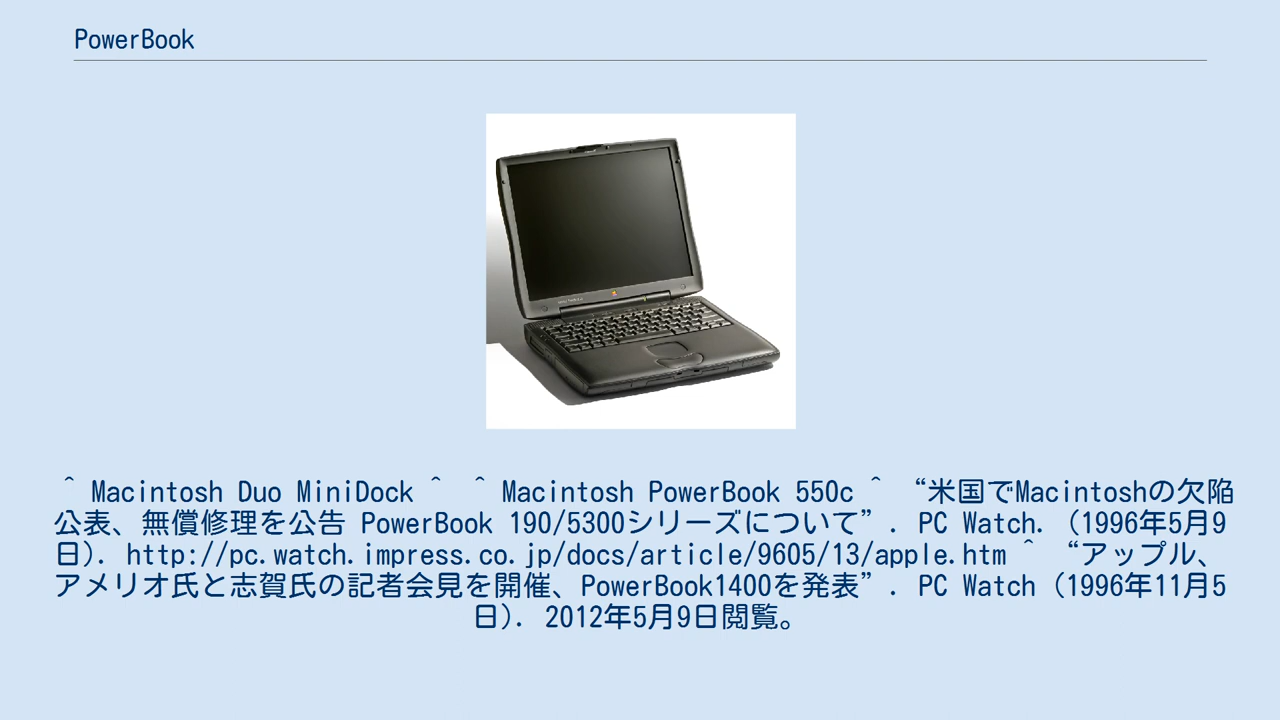 PowerBook
^ Macintosh Duo MiniDock ^ ^ Macintosh PowerBook 550c ^ “米国でMacintoshの欠陥
公表、無償修理を公告 PowerBook 190/5300シリーズについて”. PC Watch. (1996年5月9
日). http://pc.watch.impress.co.jp/docs/article/9605/13/apple.htm ^ “アップル、
アメリオ氏と志賀氏の記者会見を開催、PowerBook1400を発表”. PC Watch (1996年11月5
日). 2012年5月9日閲覧。